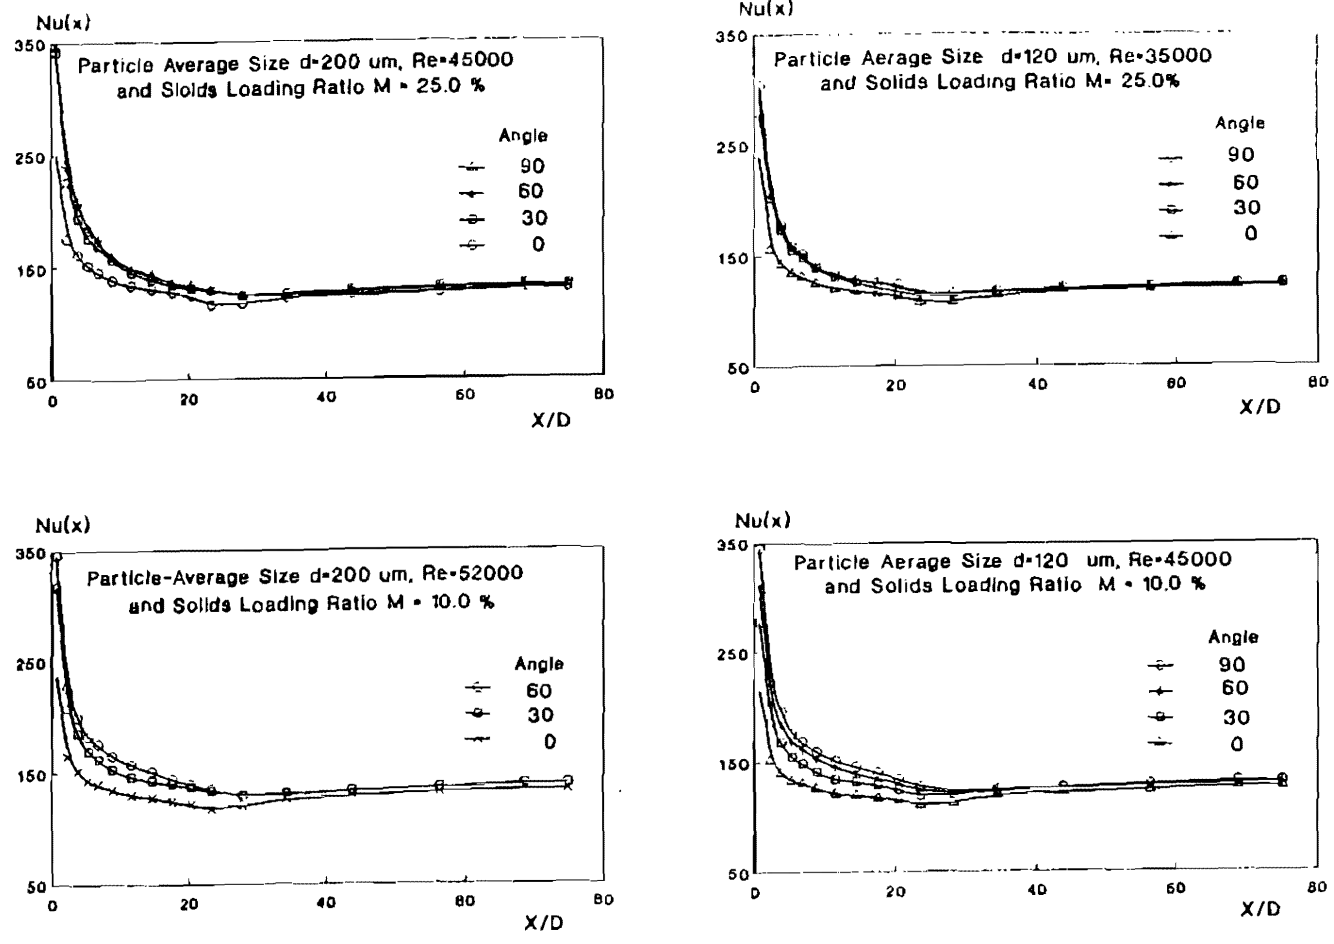 Nu(x)
350
Particle Average Size d=200 um, Re=45000
and Slolds Loading Ratio M = 25.0 %
Angle
90
60
30
0
250
150
50
0
20
40
60
80
X/D
Nu(x)
350
Particle Aerage Size d=120 um, Re=35000
and Solids Loading Ratio M= 25.0%
Angle
90
60
30
0
250
150
50
0
20
40
60
80
X/D
Nu(x)
350
Particle-Average Size d=200 um, Re=52000
and Solids Loading Ratio M = 10.0 %
Angle
60
30
0
250
150
50
0
20
40
60
80
X/D
Nu(x)
350
Particle Aerage Size d=120 um, Re=45000
and Solids Loading Ratio M = 10.0 %
Angle
90
60
30
0
250
150
50
0
20
40
60
80
X/D